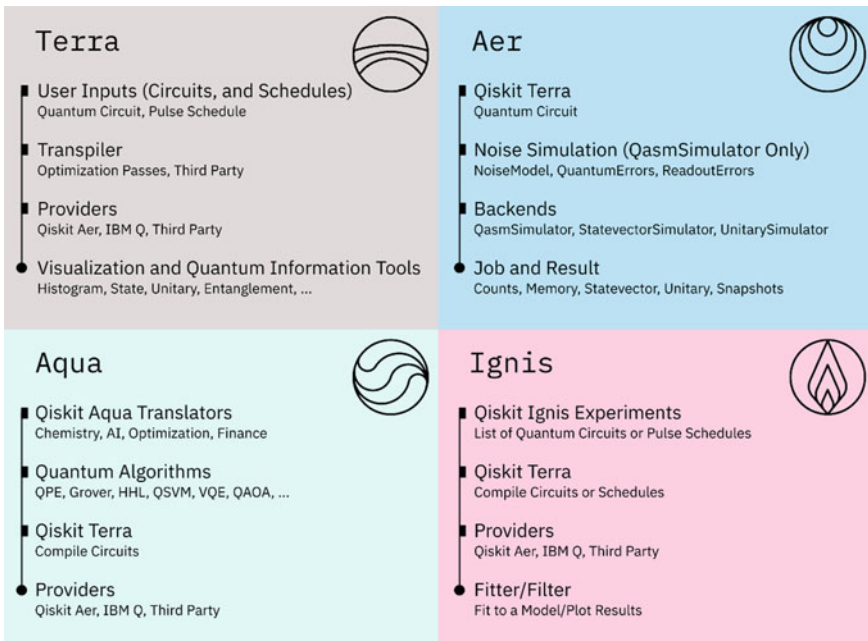 Terra
User Inputs (Circuits, and Schedules)
Quantum Circuit, Pulse Schedule
Transpiler
Optimization Passes, Third Party
Providers
Qiskit Aer, IBM Q, Third Party
Visualization and Quantum Information Tools
Histogram, State, Unitary, Entanglement, ...
Aer
Qiskit Terra
Quantum Circuit
Noise Simulation (QasmSimulator Only)
NoiseModel, QuantumErrors, ReadoutErrors
Backends
QasmSimulator, StatevectorSimulator, UnitarySimulator
Job and Result
Counts, Memory, Statevector, Unitary, Snapshots
Aqua
Qiskit Aqua Translators
Chemistry, AI, Optimization, Finance
Quantum Algorithms
QPE, Grover, HHL, QSVM, VQE, QAOA, ...
Qiskit Terra
Compile Circuits
Providers
Qiskit Aer, IBM Q, Third Party
Ignis
Qiskit Ignis Experiments
List of Quantum Circuits or Pulse Schedules
Qiskit Terra
Compile Circuits or Schedules
Providers
Qiskit Aer, IBM Q, Third Party
Fitter/Filter
Fit to a Model/Plot Results